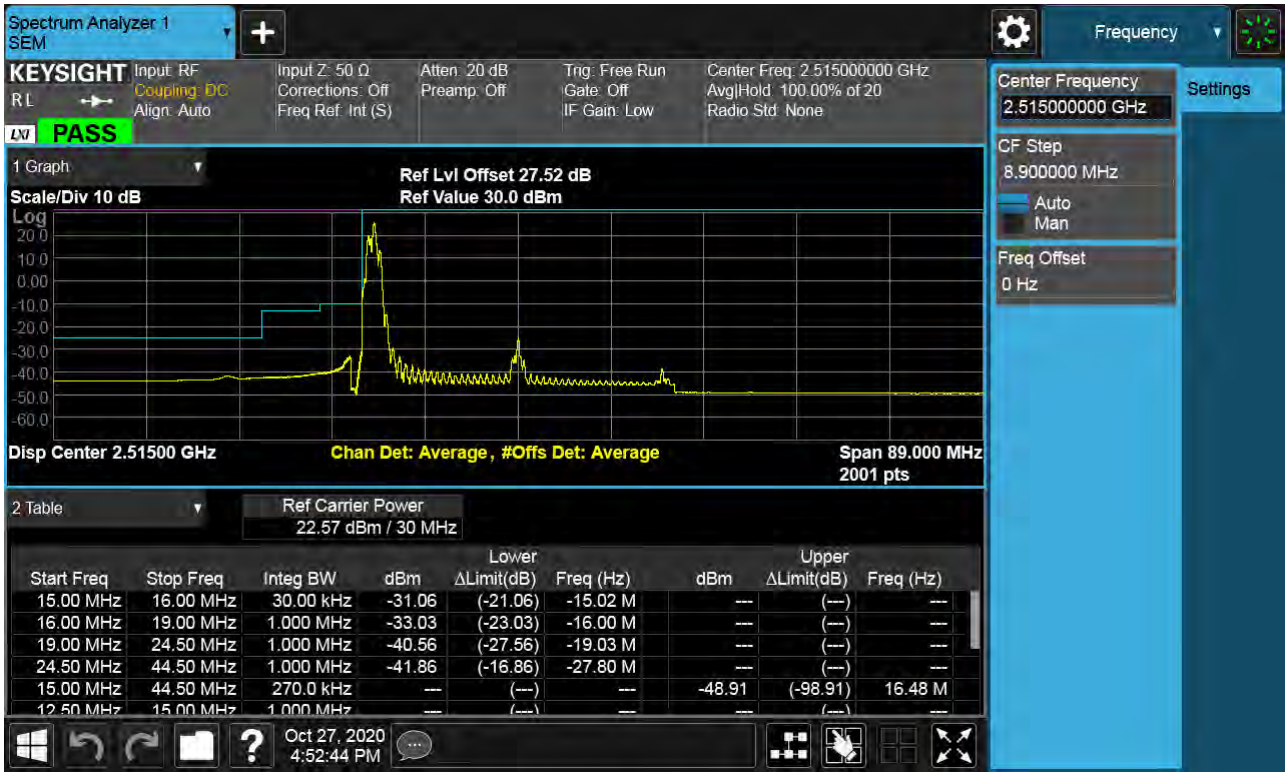 Spectrum Analyzer 1
SEM
+
Frequency
KEYSIGHT
RL
LXI
PASS
Input: RF
Coupling: DC
Align: Auto
Input Z: 50 Ω
Corrections: Off
Freq Ref: Int (S)
Atten: 20 dB
Preamp: Off
Trig: Free Run
Gate: Off
IF Gain: Low
Center Freq: 2.515000000 GHz
Avg|Hold: 100.00% of 20
Radio Std: None
Center Frequency
2.515000000 GHz
Settings
CF Step
8.900000 MHz
Auto
Man
Freq Offset
0 Hz
1 Graph
Scale/Div 10 dB
Ref Lvl Offset 27.52 dB
Ref Value 30.0 dBm
Log
20.0
10.0
0.00
-10.0
-20.0
-30.0
-40.0
-50.0
-60.0
Disp Center 2.51500 GHz
Chan Det: Average, #Offs Det: Average
Span 89.000 MHz
2001 pts
2 Table
Ref Carrier Power
22.57 dBm / 30 MHz
Lower Upper
Start Freq Stop Freq Integ BW dBm ΔLimit(dB) Freq (Hz) dBm ΔLimit(dB) Freq (Hz)
15.00 MHz 16.00 MHz 30.00 kHz -31.06 (-21.06) -15.02 M --- (---) ---
16.00 MHz 19.00 MHz 1.000 MHz -33.03 (-23.03) -16.00 M --- (---) ---
19.00 MHz 24.50 MHz 1.000 MHz -40.56 (-27.56) -19.03 M --- (---) ---
24.50 MHz 44.50 MHz 1.000 MHz -41.86 (-16.86) -27.80 M --- (---) ---
15.00 MHz 44.50 MHz 270.0 kHz --- (---) --- -48.91 (-98.91) 16.48 M
12.50 MHz 15.00 MHz 1.000 MHz --- (---) --- --- (---) ---
?
Oct 27, 2020
4:52:44 PM